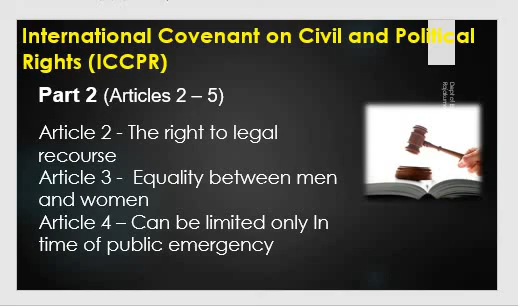 International Covenant on Civil and Political
Rights (ICCPR)
Part 2 (Articles 2 – 5)
Article 2 - The right to legal
recourse
Article 3 - Equality between men
and women
Article 4 – Can be limited only In
time of public emergency
Dept of